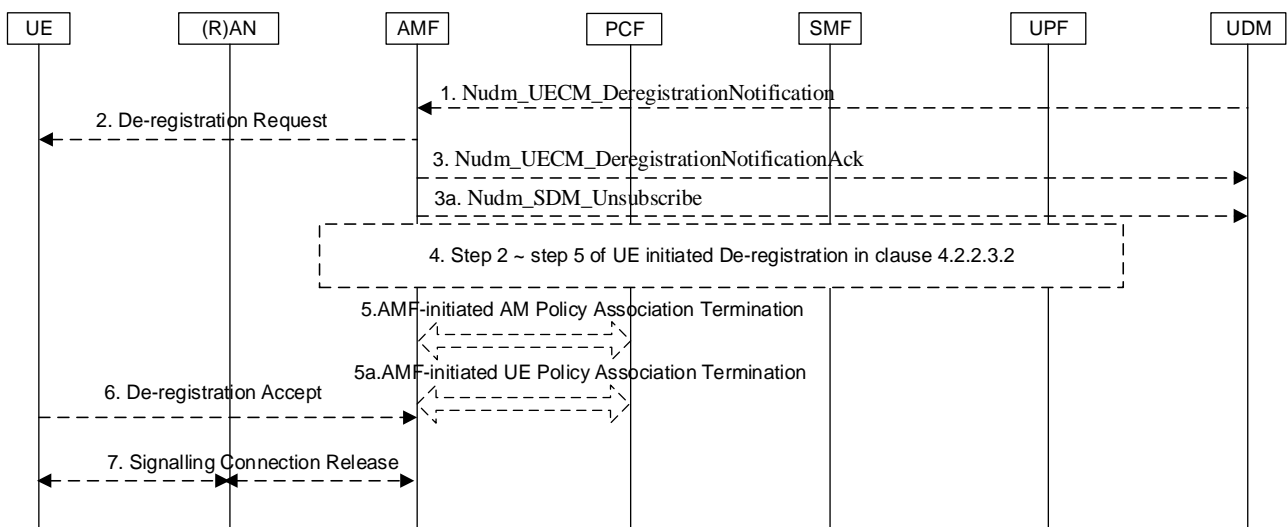 UE (R)AN AMF PCF SMF UPF UDM
1. Nudm_UECM_DeregistrationNotification
2. De-registration Request
3. Nudm_UECM_DeregistrationNotificationAck
3a. Nudm_SDM_Unsubscribe
4. Step 2 ~ step 5 of UE initiated De-registration in clause 4.2.2.3.2
5.AMF-initiated AM Policy Association Termination
5a.AMF-initiated UE Policy Association Termination
6. De-registration Accept
7. Signalling Connection Release